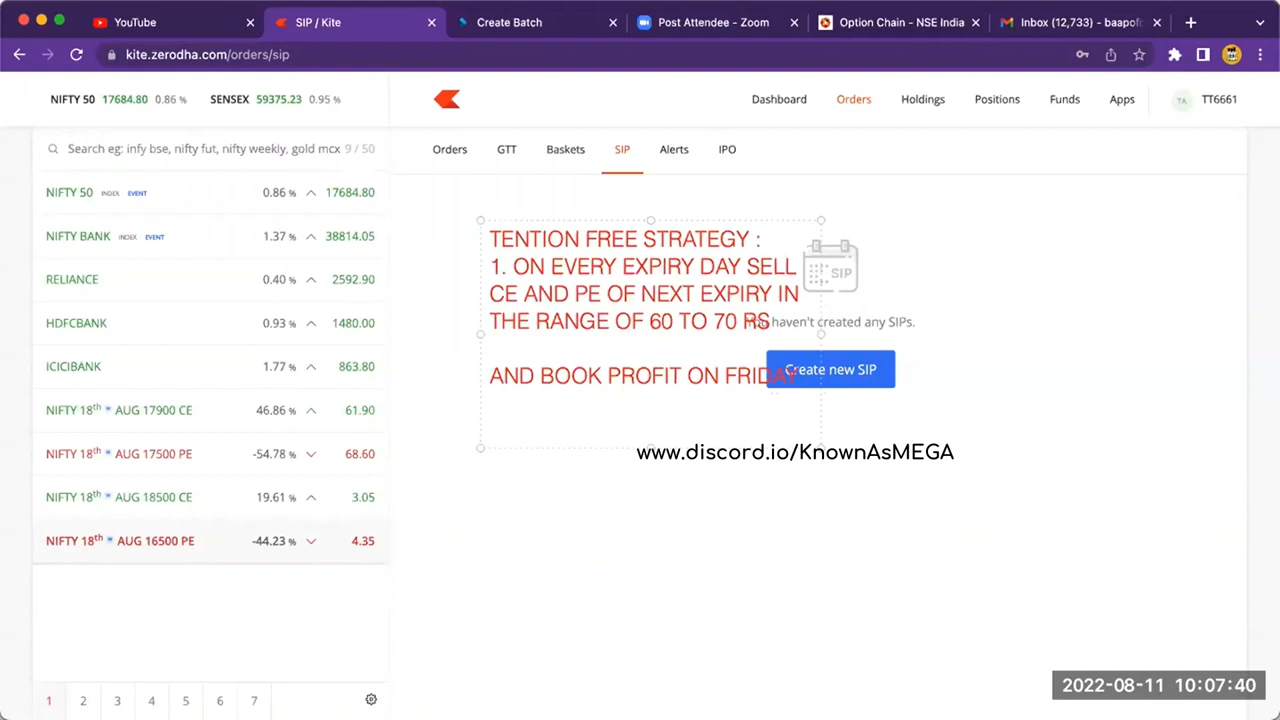 YouTube
SIP / Kite
Create Batch
Post Attendee - Zoom
Option Chain - NSE India
Inbox (12,733) - baapof
kite.zerodha.com/orders/sip
NIFTY 50 17684.80 0.86 %
SENSEX 59375.23 0.95 %
Dashboard
Orders
Holdings
Positions
Funds
Apps
TA
TT6661
Search eg: infy bse, nifty fut, nifty weekly, gold mcx 9 / 50
Orders
GTT
Baskets
SIP
Alerts
IPO
NIFTY 50 INDEX EVENT 0.86 % 17684.80
NIFTY BANK INDEX EVENT 1.37 % 38814.05
RELIANCE 0.40 % 2592.90
HDFCBANK 0.93 % 1480.00
ICICIBANK 1.77 % 863.80
NIFTY 18th w AUG 17900 CE 46.86 % 61.90
NIFTY 18th w AUG 17500 PE -54.78 % 68.60
NIFTY 18th w AUG 18500 CE 19.61 % 3.05
NIFTY 18th w AUG 16500 PE -44.23 % 4.35
TENTION FREE STRATEGY :
1. ON EVERY EXPIRY DAY SELL
CE AND PE OF NEXT EXPIRY IN
THE RANGE OF 60 TO 70 RS
AND BOOK PROFIT ON FRIDAY
SIP
You haven't created any SIPs.
Create new SIP
www.discord.io/KnownAsMEGA
1 2 3 4 5 6 7
2022-08-11 10:07:40